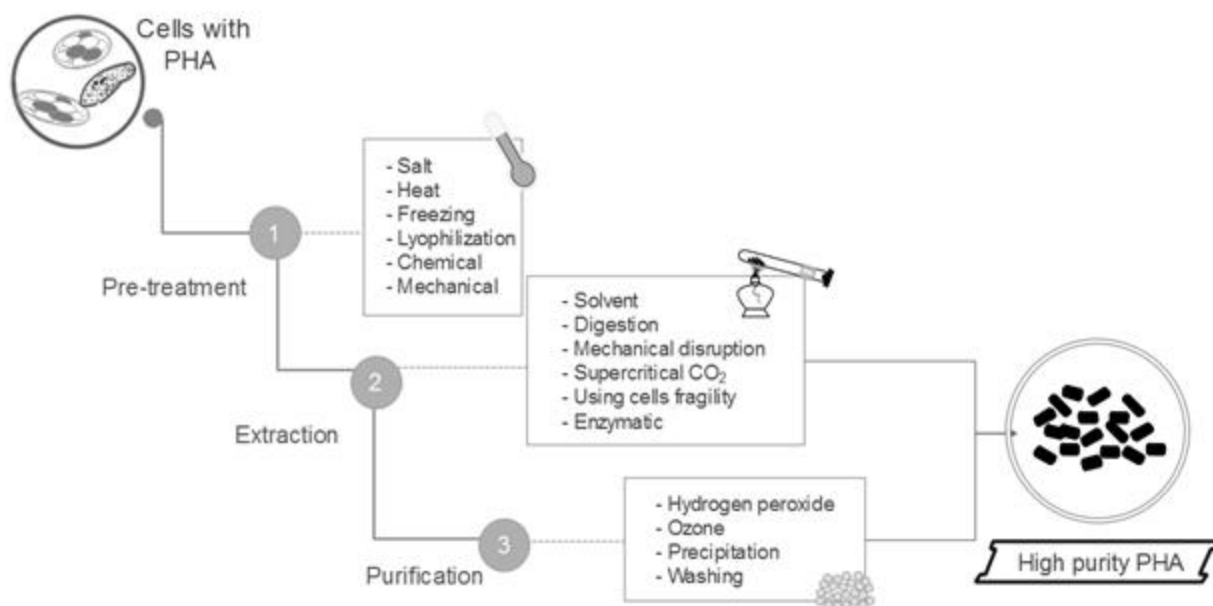 Cells with
PHA
1
Pre-treatment
- Salt
- Heat
- Freezing
- Lyophilization
- Chemical
- Mechanical
2
Extraction
- Solvent
- Digestion
- Mechanical disruption
- Supercritical CO₂
- Using cells fragility
- Enzymatic
3
Purification
- Hydrogen peroxide
- Ozone
- Precipitation
- Washing
High purity PHA